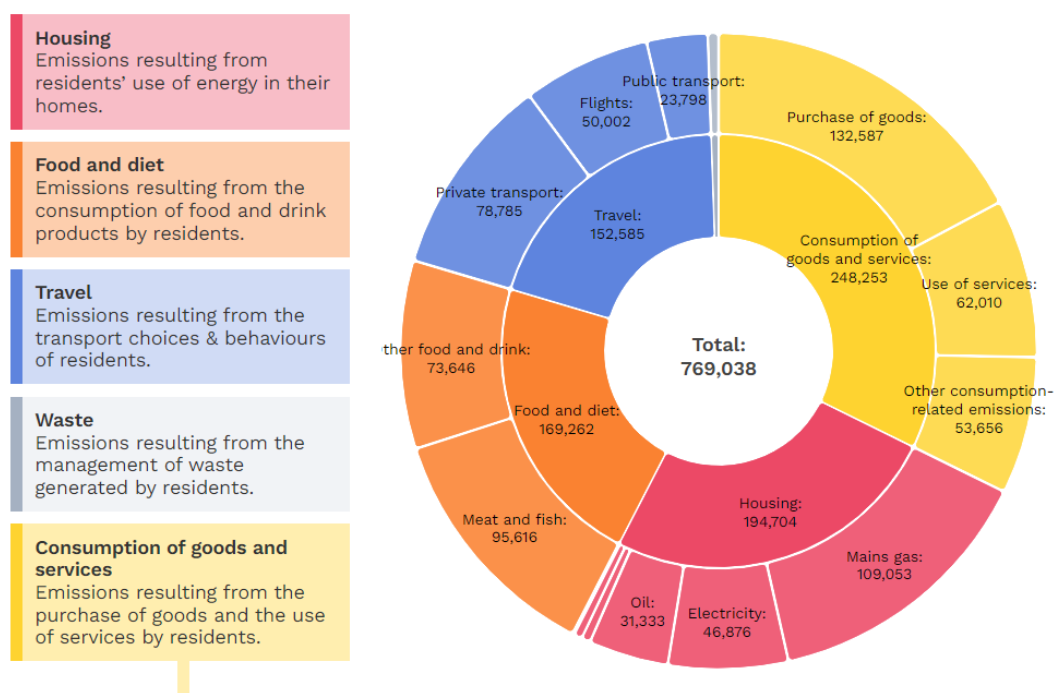 Housing
Emissions resulting from
residents' use of energy in their
homes.
Food and diet
Emissions resulting from the
consumption of food and drink
products by residents.
Travel
Emissions resulting from the
transport choices & behaviours
of residents.
Waste
Emissions resulting from the
management of waste
generated by residents.
Consumption of goods and
services
Emissions resulting from the
purchase of goods and the use
of services by residents.
Public transport:
23,798
Flights:
50,002
Purchase of goods:
132,587
Private transport:
78,785
Travel:
152,585
Consumption of
goods and services:
248,253
Use of services:
62,010
Total:
769,038
ther food and drink:
73,646
Other consumption-
related emissions:
53,656
Food and diet:
169,262
Housing:
194,704
Meat and fish:
95,616
Mains gas:
109,053
Oil:
31,333
Electricity:
46,876